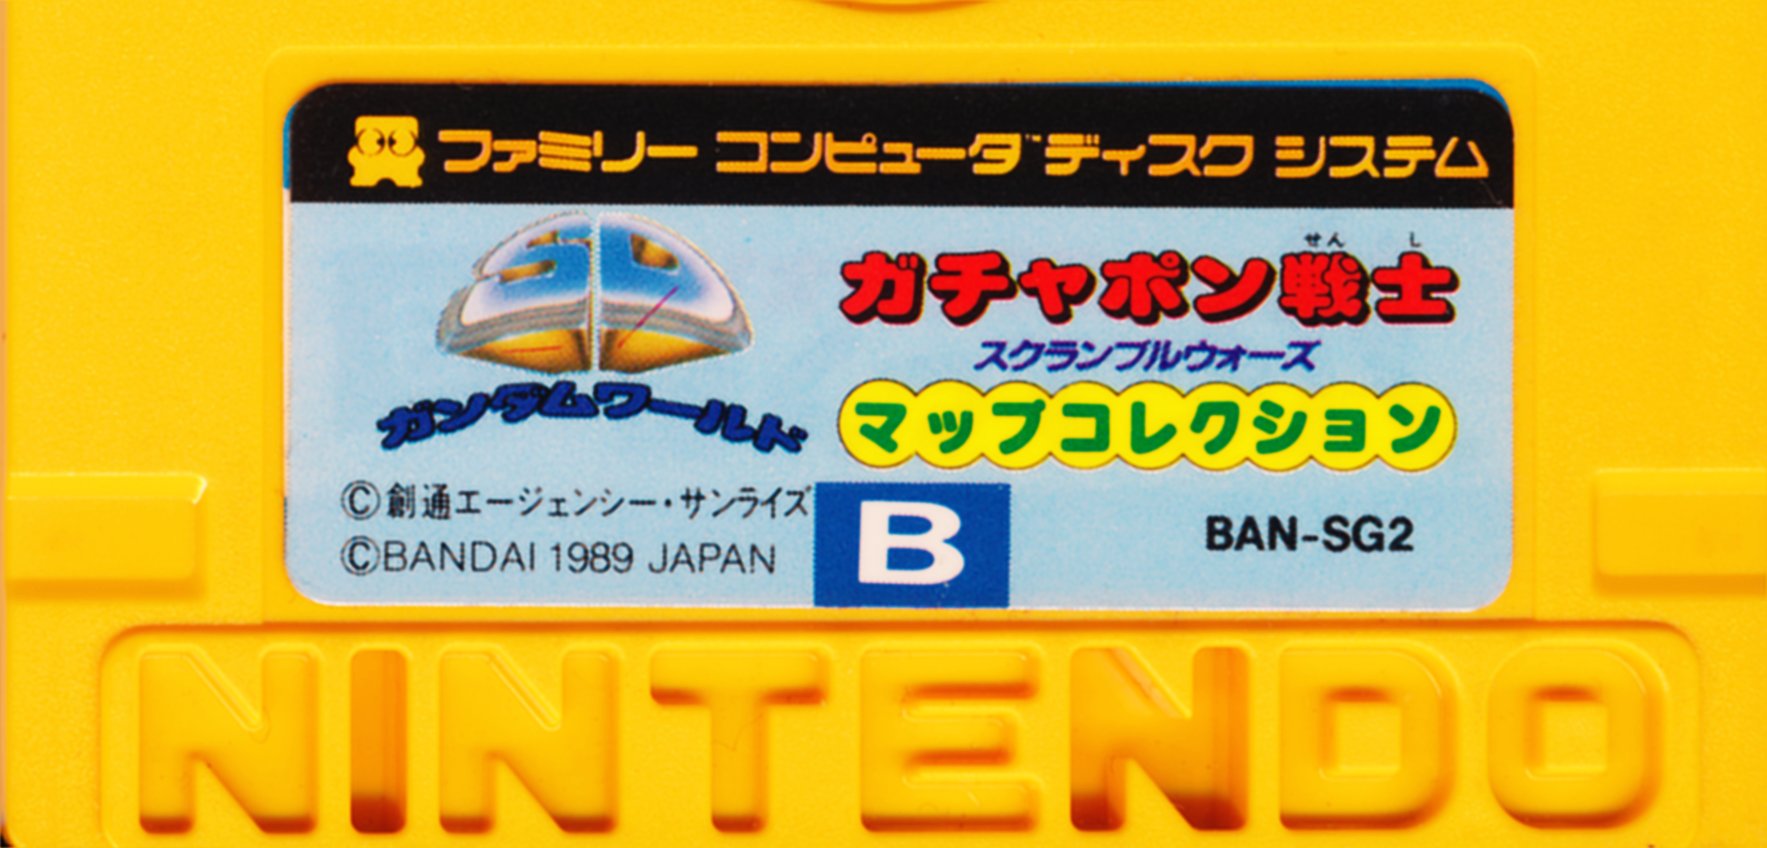 ファミリー コンピュータ™ ディスク システム
SD
ガンダムワールド
せん し
ガチャポン戦士
スクランブルウォーズ
マップコレクション
Ⓒ創通エージェンシー・サンライズ
ⒸBANDAI 1989 JAPAN
B
BAN-SG2
NINTENDO